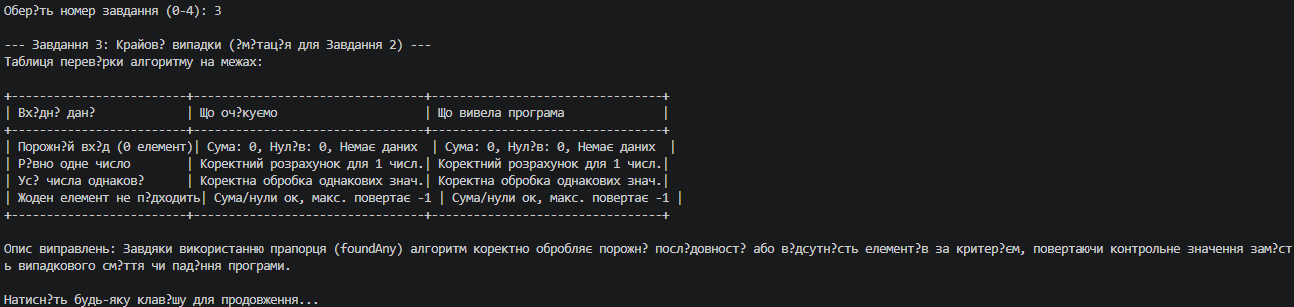 Обер?ть номер завдання (0-4): 3
--- Завдання 3: Крайов? випадки (?м?тац?я для Завдання 2) ---
Таблиця перев?рки алгоритму на межах:
+-------------------------+---------------------------------+---------------------------------+
| Вх?дн? дан? | Що оч?куємо | Що вивела програма |
+-------------------------+---------------------------------+---------------------------------+
| Порожн?й вх?д (0 елемент)| Сума: 0, Нул?в: 0, Немає даних | Сума: 0, Нул?в: 0, Немає даних |
| Р?вно одне число | Коректний розрахунок для 1 числ.| Коректний розрахунок для 1 числ.|
| Ус? числа однаков? | Коректна обробка однакових знач.| Коректна обробка однакових знач.|
| Жоден елемент не п?дходить| Сума/нули ок, макс. повертає -1 | Сума/нули ок, макс. повертає -1 |
+-------------------------+---------------------------------+---------------------------------+
Опис виправлень: Завдяки використанню прапорця (foundAny) алгоритм коректно обробляє порожн? посл?довност? або в?дсутн?сть елемент?в за критер?єм, повертаючи контрольне значення зам?ст
ь випадкового см?ття чи пад?ння програми.
Натисн?ть будь-яку клав?шу для продовження...